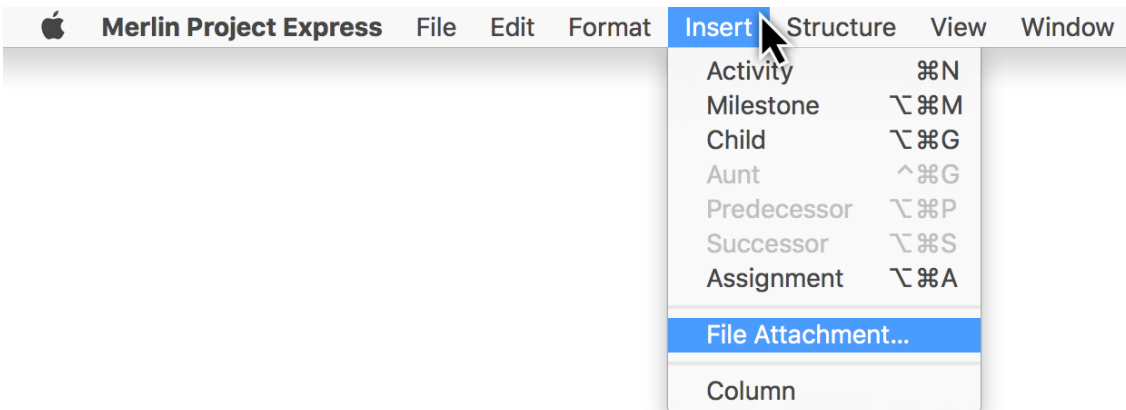 Merlin Project Express File Edit Format Insert Structure View Window
Activity ⌘N
Milestone ⌥⌘M
Child ⌥⌘G
Aunt ^⌘G
Predecessor ⌥⌘P
Successor ⌥⌘S
Assignment ⌥⌘A
File Attachment...
Column